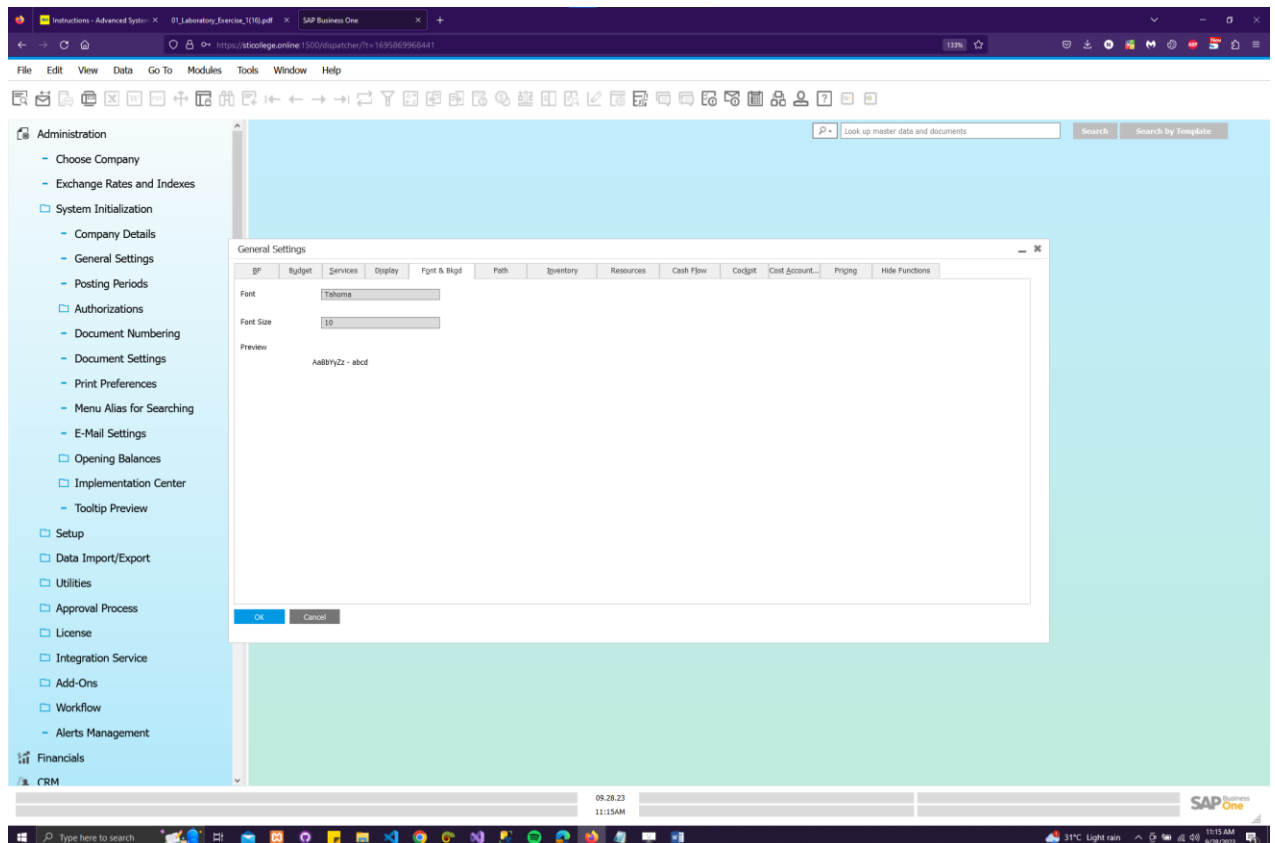 Instructions - Advanced System
01_Laboratory_Exercise_1(16).pdf
SAP Business One
https://sticollege.online:1500/dispatcher/?t=1695869968441
133%
File Edit View Data Go To Modules Tools Window Help
Administration
Choose Company
Exchange Rates and Indexes
System Initialization
Company Details
General Settings
Posting Periods
Authorizations
Document Numbering
Document Settings
Print Preferences
Menu Alias for Searching
E-Mail Settings
Opening Balances
Implementation Center
Tooltip Preview
Setup
Data Import/Export
Utilities
Approval Process
License
Integration Service
Add-Ons
Workflow
Alerts Management
Financials
CRM
Look up master data and documents
Search
Search by Template
General Settings
BP Budget Services Display Font & Bkgd Path Inventory Resources Cash Flow Cockpit Cost Account... Pricing Hide Functions
Font Tahoma
Font Size 10
Preview
AaBbYyZz - abcd
OK Cancel
09.28.23
11:15AM
SAP Business One
Type here to search
31°C Light rain
11:15 AM
9/28/2023